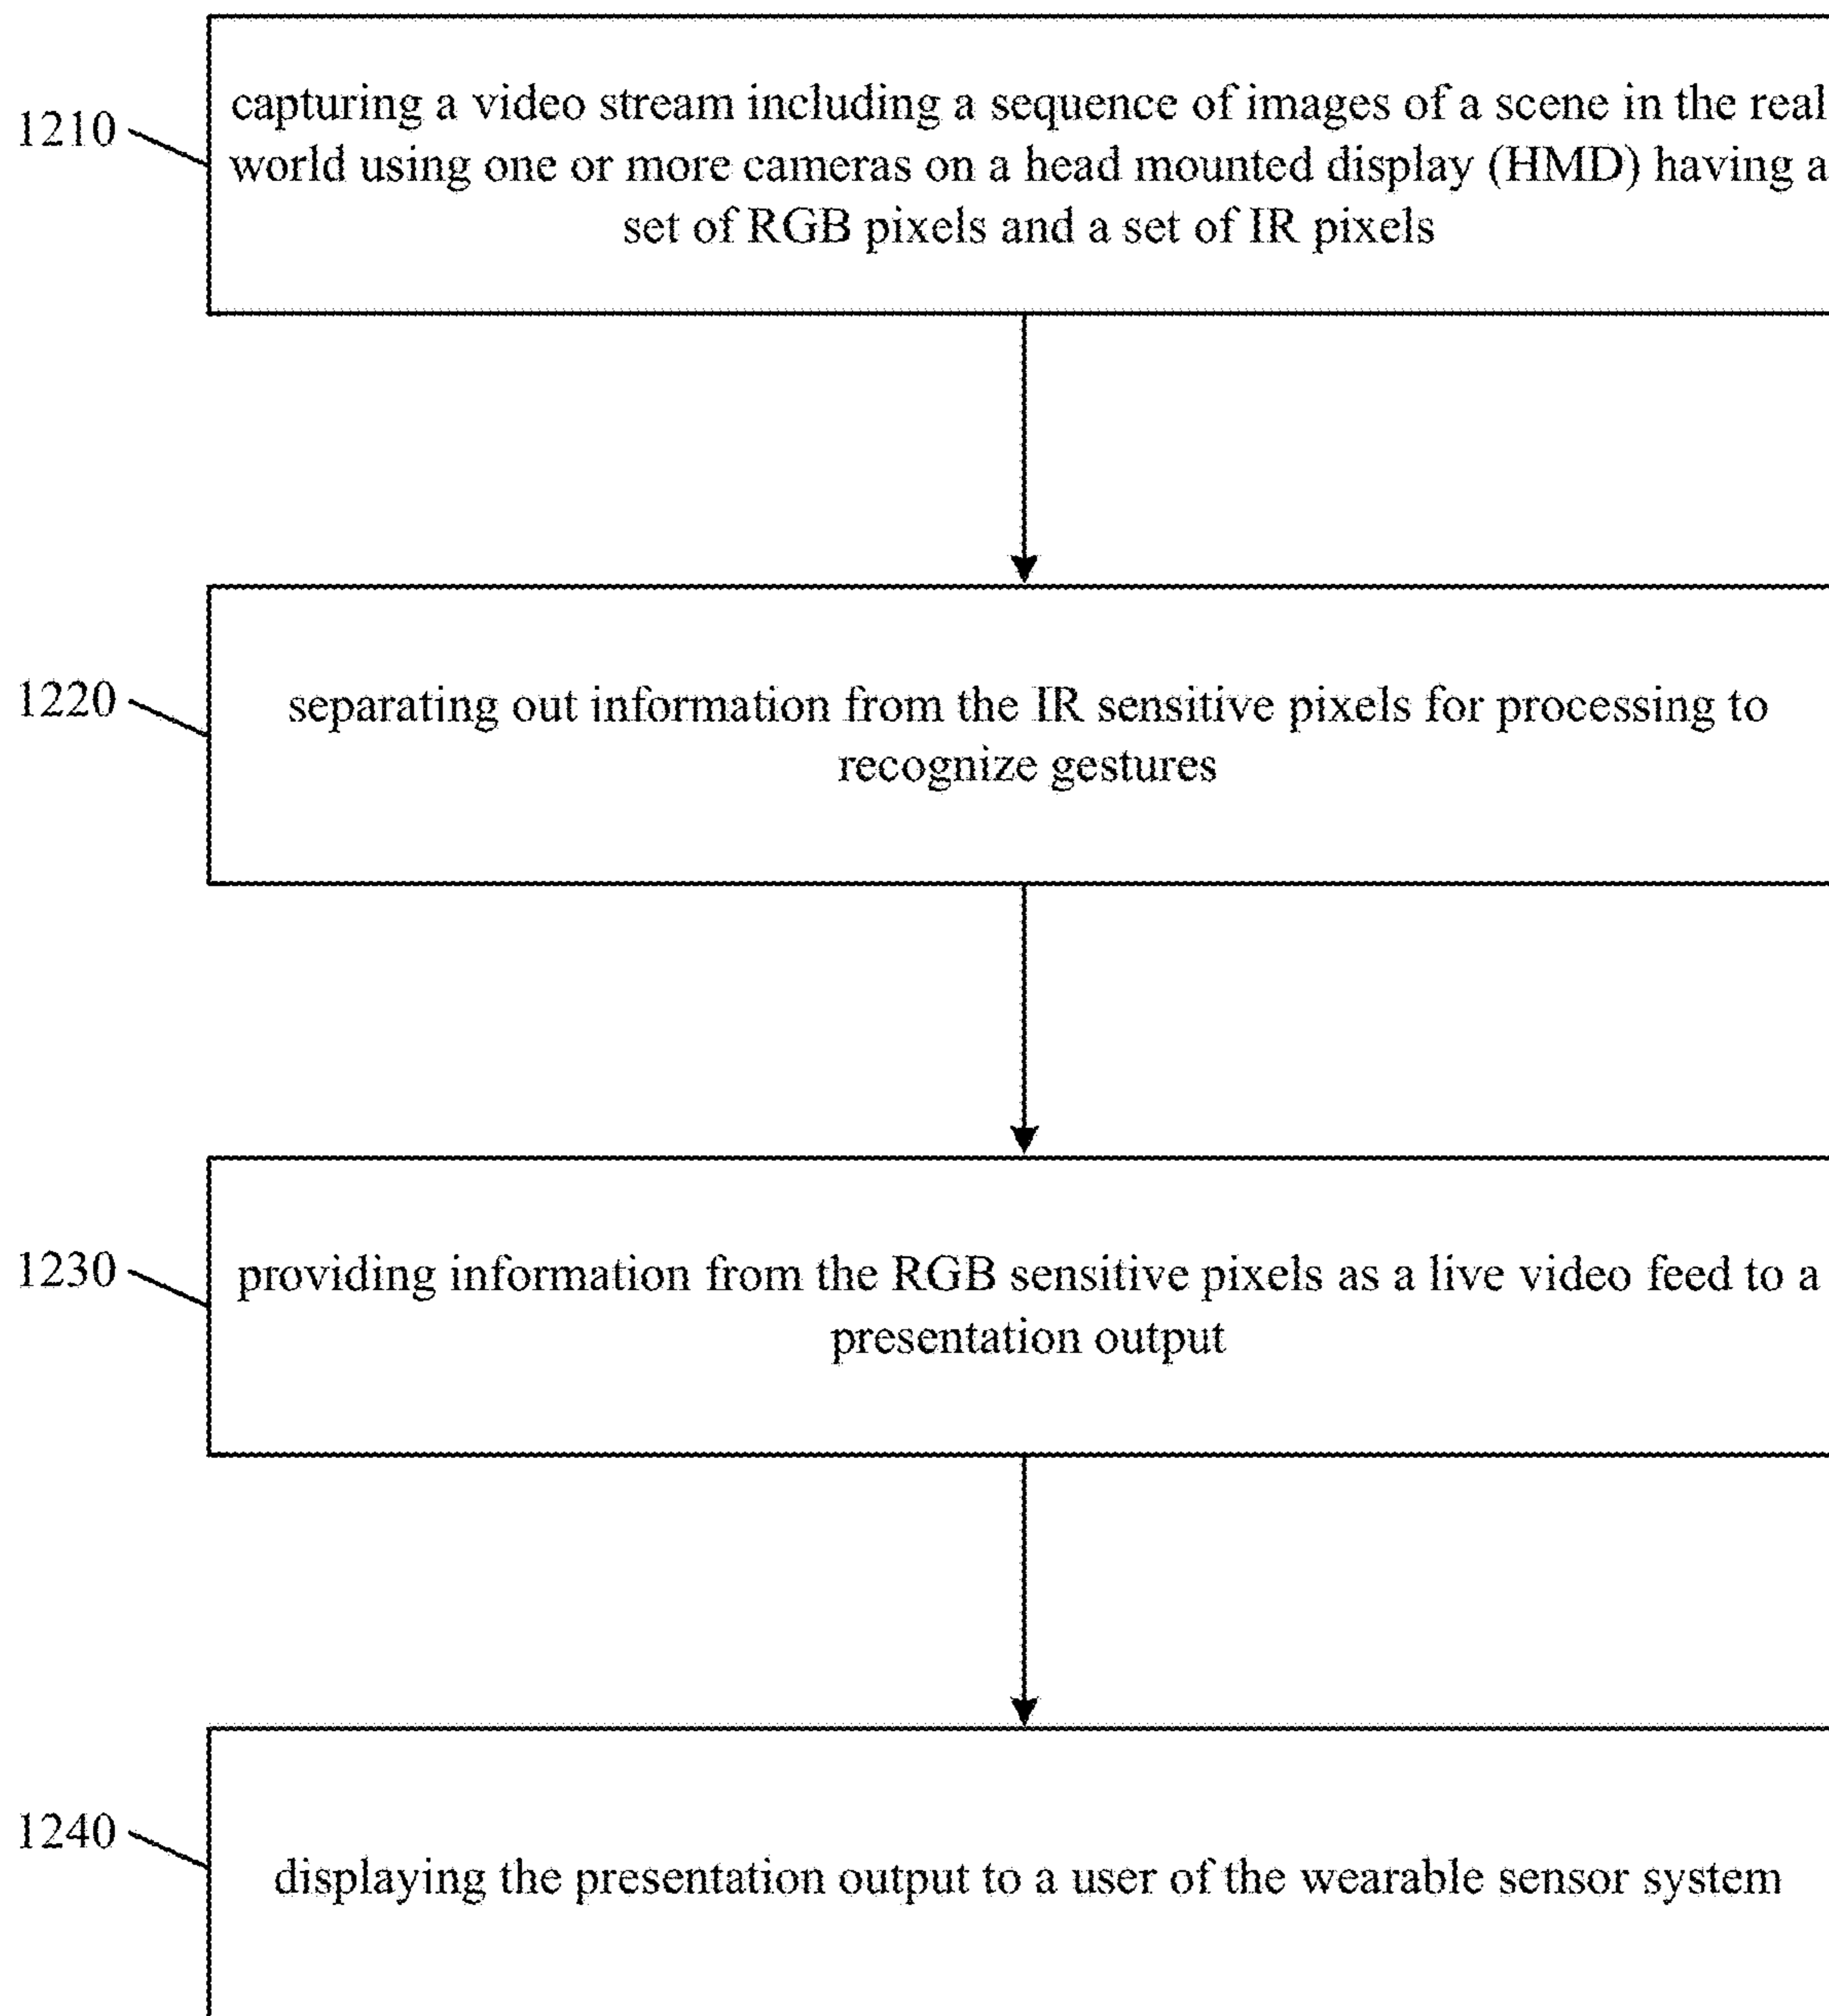 1210
capturing a video stream including a sequence of images of a scene in the real
world using one or more cameras on a head mounted display (HMD) having a
set of RGB pixels and a set of IR pixels
1220
separating out information from the IR sensitive pixels for processing to
recognize gestures
1230
providing information from the RGB sensitive pixels as a live video feed to a
presentation output
1240
displaying the presentation output to a user of the wearable sensor system